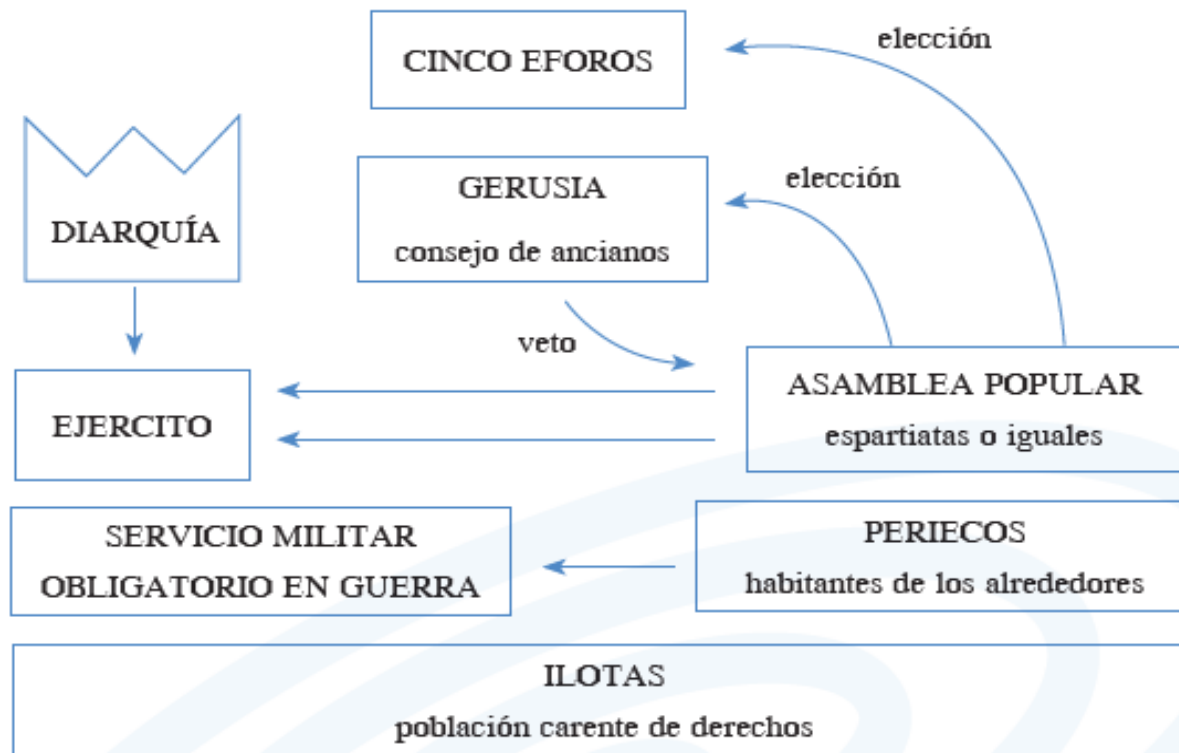 elección
CINCO EFOROS
elección
GERUSIA
consejo de ancianos
DIARQUÍA
veto
ASAMBLEA POPULAR
espartiatas o iguales
EJERCITO
SERVICIO MILITAR
OBLIGATORIO EN GUERRA
PERIECOS
habitantes de los alrededores
ILOTAS
población carente de derechos